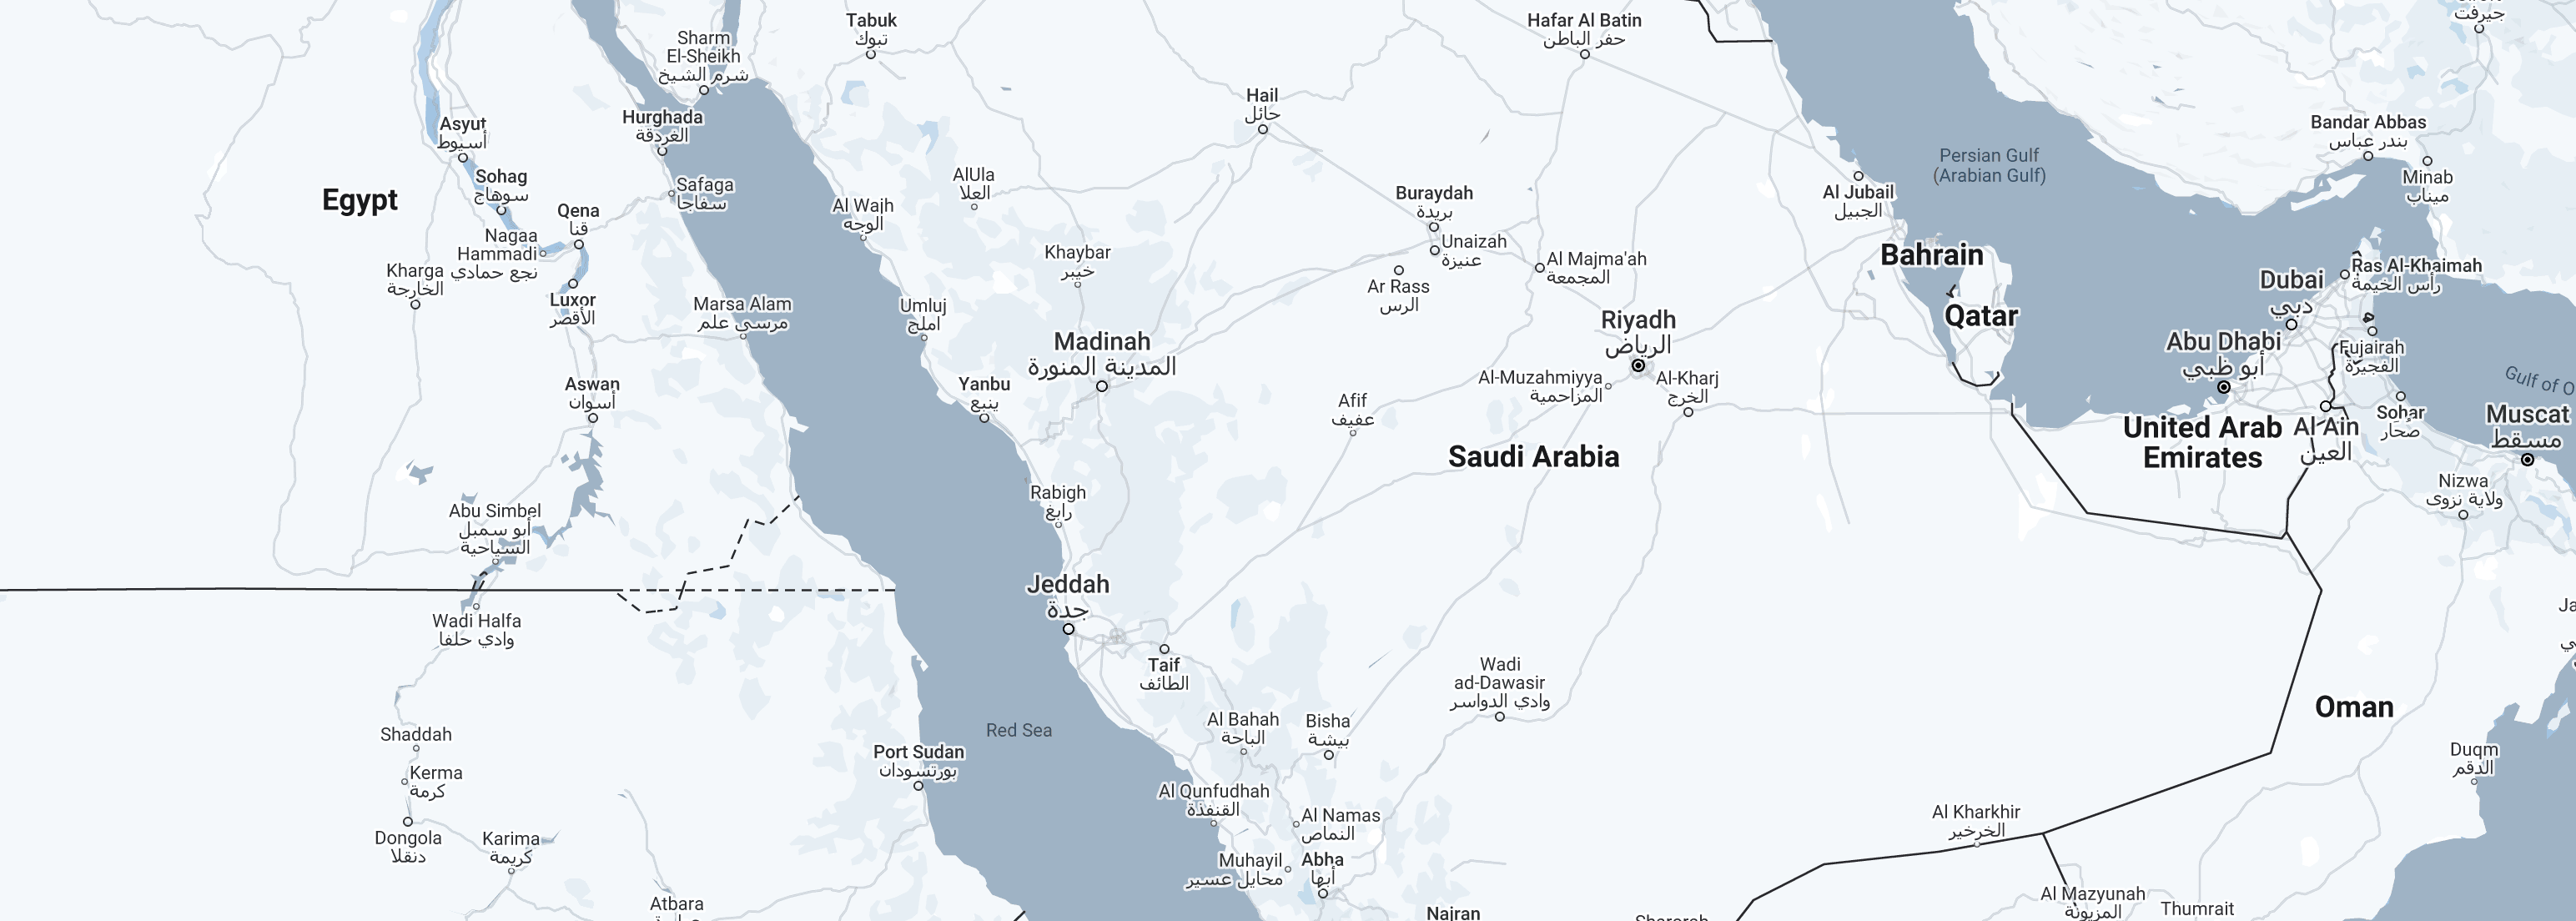 Tabuk
تبوك
Sharm
El-Sheikh
شرم الشيخ
Hafar Al Batin
حفر الباطن
جيرفت
Hail
حائل
Asyut
أسيوط
Hurghada
الغردقة
Bandar Abbas
بندر عباس
Persian Gulf
(Arabian Gulf)
Sohag
سوهاج
Safaga
سفاجا
AlUla
العلا
Minab
میناب
Egypt
Al Wajh
الوجه
Buraydah
بريدة
Al Jubail
الجبيل
Qena
قنا
Nagaa
Hammadi
نجع حمادي
Unaizah
عنيزة
Khaybar
خيبر
Bahrain
Al Majma'ah
المجمعة
Ras Al-Khaimah
رأس الخيمة
Kharga
الخارجة
Ar Rass
الرس
Dubai
دبي
Luxor
الأقصر
Marsa Alam
مرسى علم
Umluj
املج
Qatar
Riyadh
الرياض
Madinah
المدينة المنورة
Abu Dhabi
أبو ظبي
Fujairah
الفجيرة
Gulf of O
Aswan
أسوان
Yanbu
ينبع
Al-Muzahmiyya
المزاحمية
Al-Kharj
الخرج
Afif
عفيف
Sohar
صحار
Muscat
مسقط
United Arab
Emirates
Al Ain
العين
Saudi Arabia
Nizwa
ولاية نزوى
Rabigh
رابغ
Abu Simbel
أبو سمبل
السياحية
Jeddah
جدة
Wadi Halfa
وادي حلفا
Ja
Taif
الطائف
Wadi
ad-Dawasir
وادي الدواسر
Oman
Al Bahah
الباحة
Bisha
بيشة
Red Sea
Shaddah
Port Sudan
بورتسودان
Duqm
الدقم
Kerma
كرمة
Al Qunfudhah
القنفذة
Al Namas
النماص
Al Kharkhir
الخرخير
Dongola
دنقلا
Karima
كريمة
Muhayil
محايل عسير
Abha
أبها
Atbara
Najran
Al Mazyunah
المزيونة
Thumrait